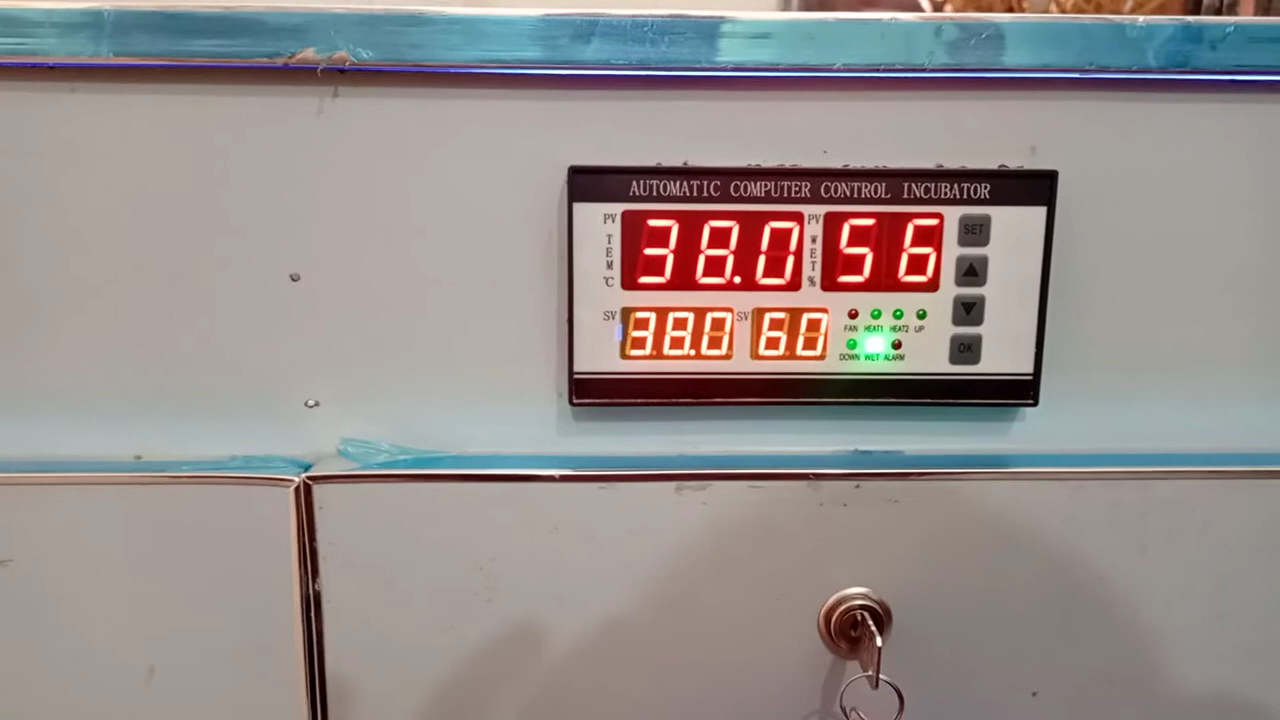 AUTOMATIC COMPUTER CONTROL INCUBATOR
PV TEM ℃ 38.0 PV WET % 56 SET
SV 38.0 SV 60
FAN HEAT1 HEAT2 UP
DOWN WET ALARM OK